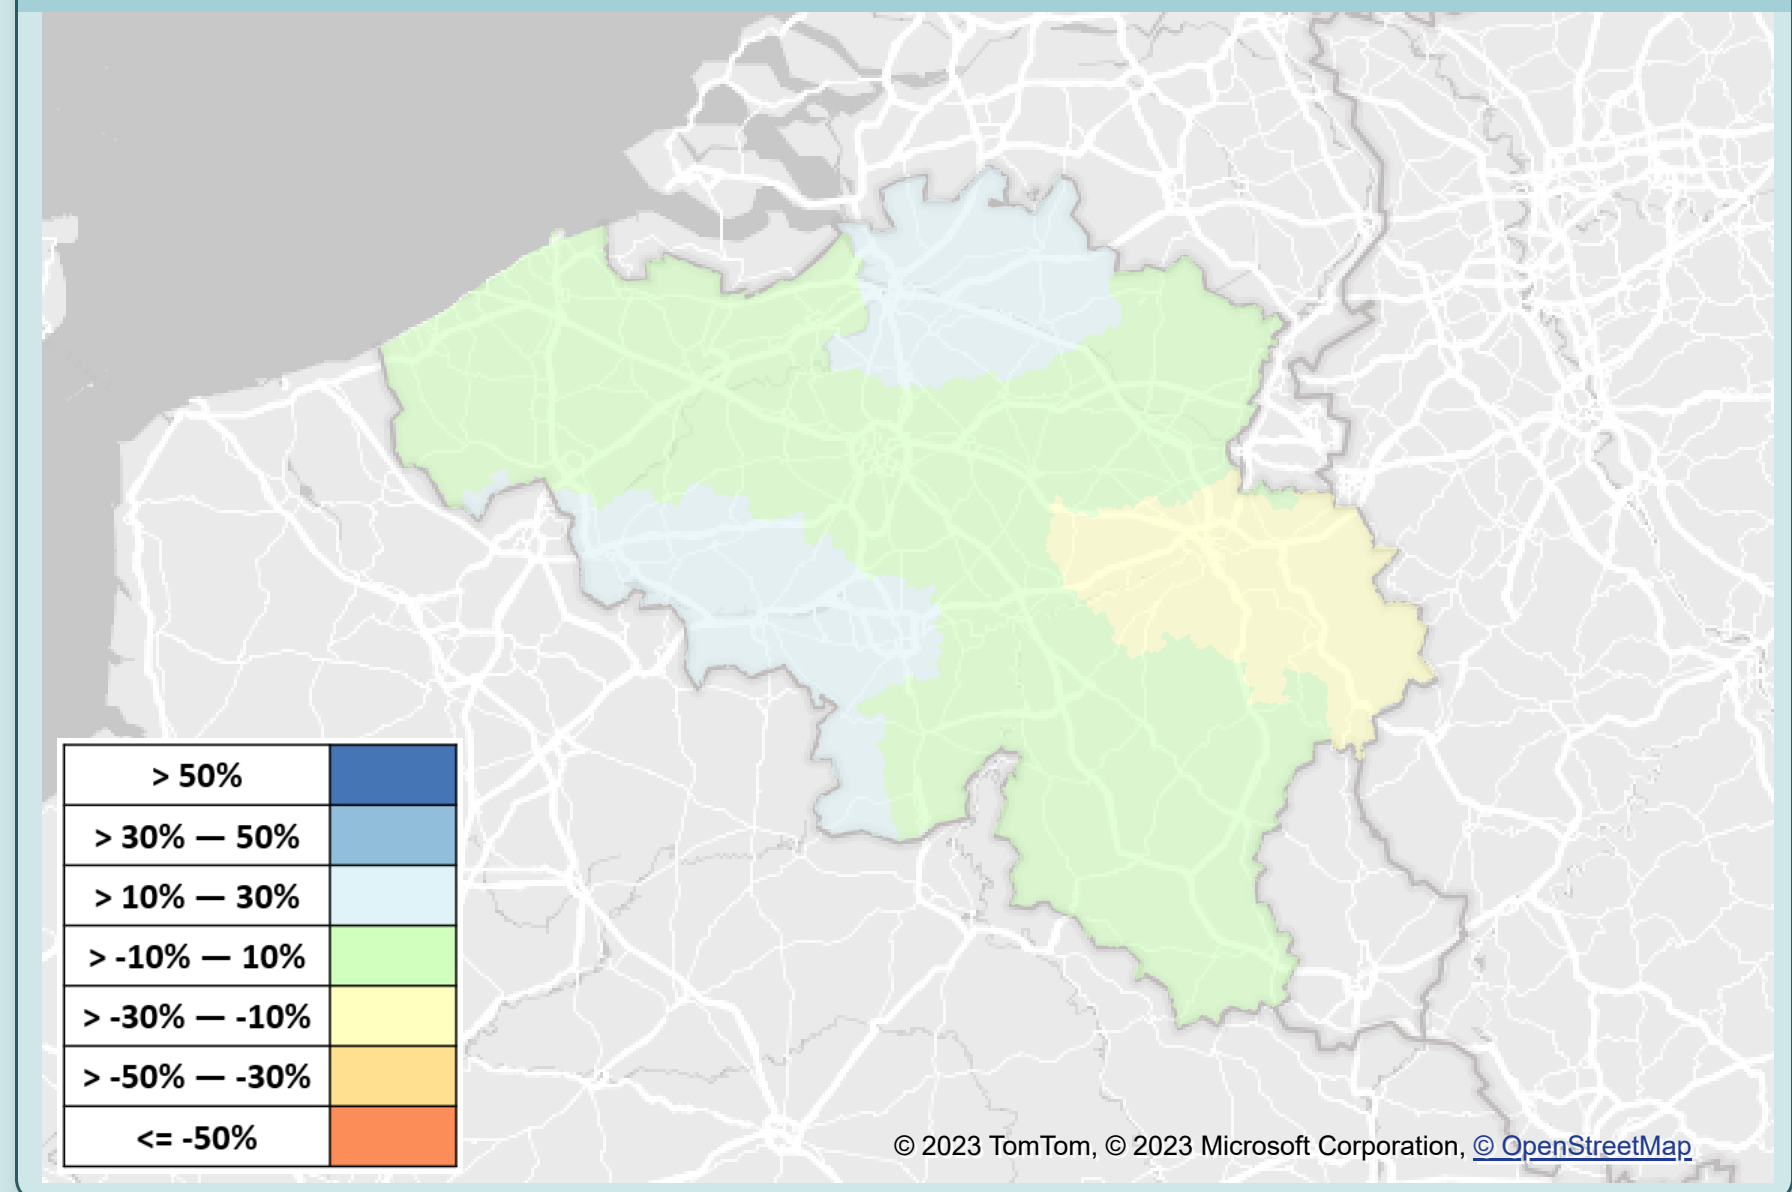 > 50%
> 30% — 50%
> 10% — 30%
> -10% — 10%
> -30% — -10%
> -50% — -30%
<= -50%
© 2023 TomTom, © 2023 Microsoft Corporation, © OpenStreetMap